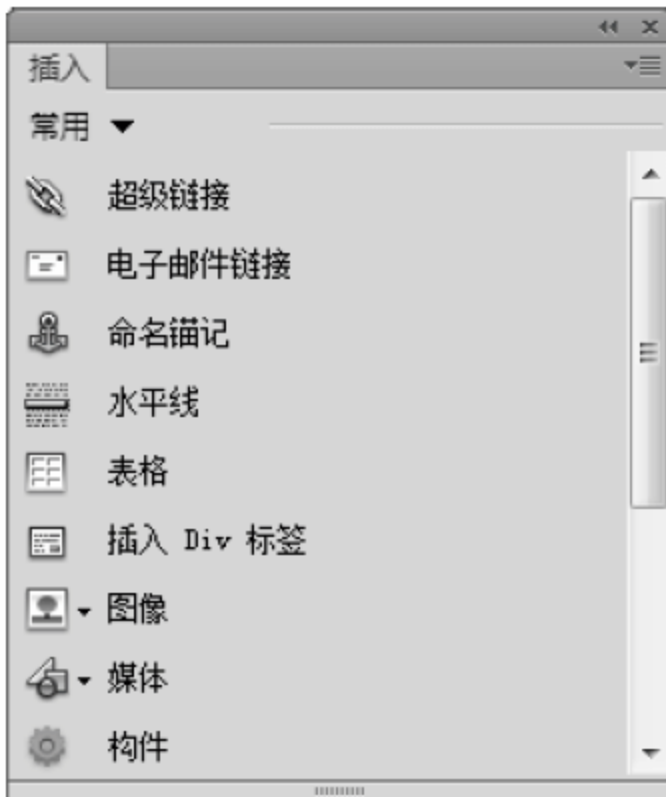 插入
常用
超级链接
电子邮件链接
命名锚记
水平线
表格
插入 Div 标签
图像
媒体
构件